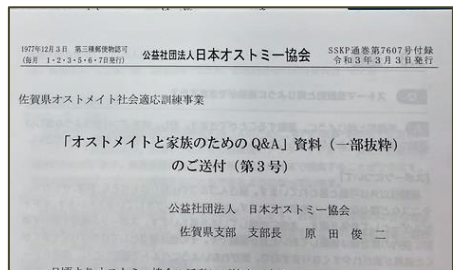 1977年12月3日 第三種郵便物認可
(毎月 1・2・3・5・6・7日発行)
公益社団法人日本オストミー協会
SSKP通巻第7607号付録
令和3年3月3日発行
佐賀県オストメイト社会適応訓練事業
「オストメイトと家族のためのQ&A」資料(一部抜粋)
のご送付(第3号)
公益社団法人 日本オストミー協会
佐賀県支部 支部長 原田俊二